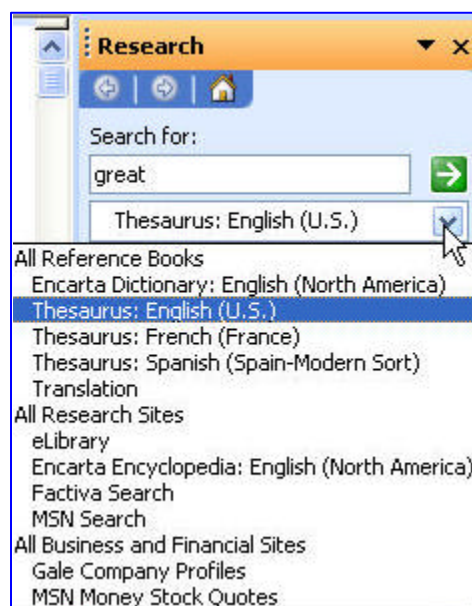 Research
Search for:
great
Thesaurus: English (U.S.)
All Reference Books
Encarta Dictionary: English (North America)
Thesaurus: English (U.S.)
Thesaurus: French (France)
Thesaurus: Spanish (Spain-Modern Sort)
Translation
All Research Sites
eLibrary
Encarta Encyclopedia: English (North America)
Factiva Search
MSN Search
All Business and Financial Sites
Gale Company Profiles
MSN Money Stock Quotes